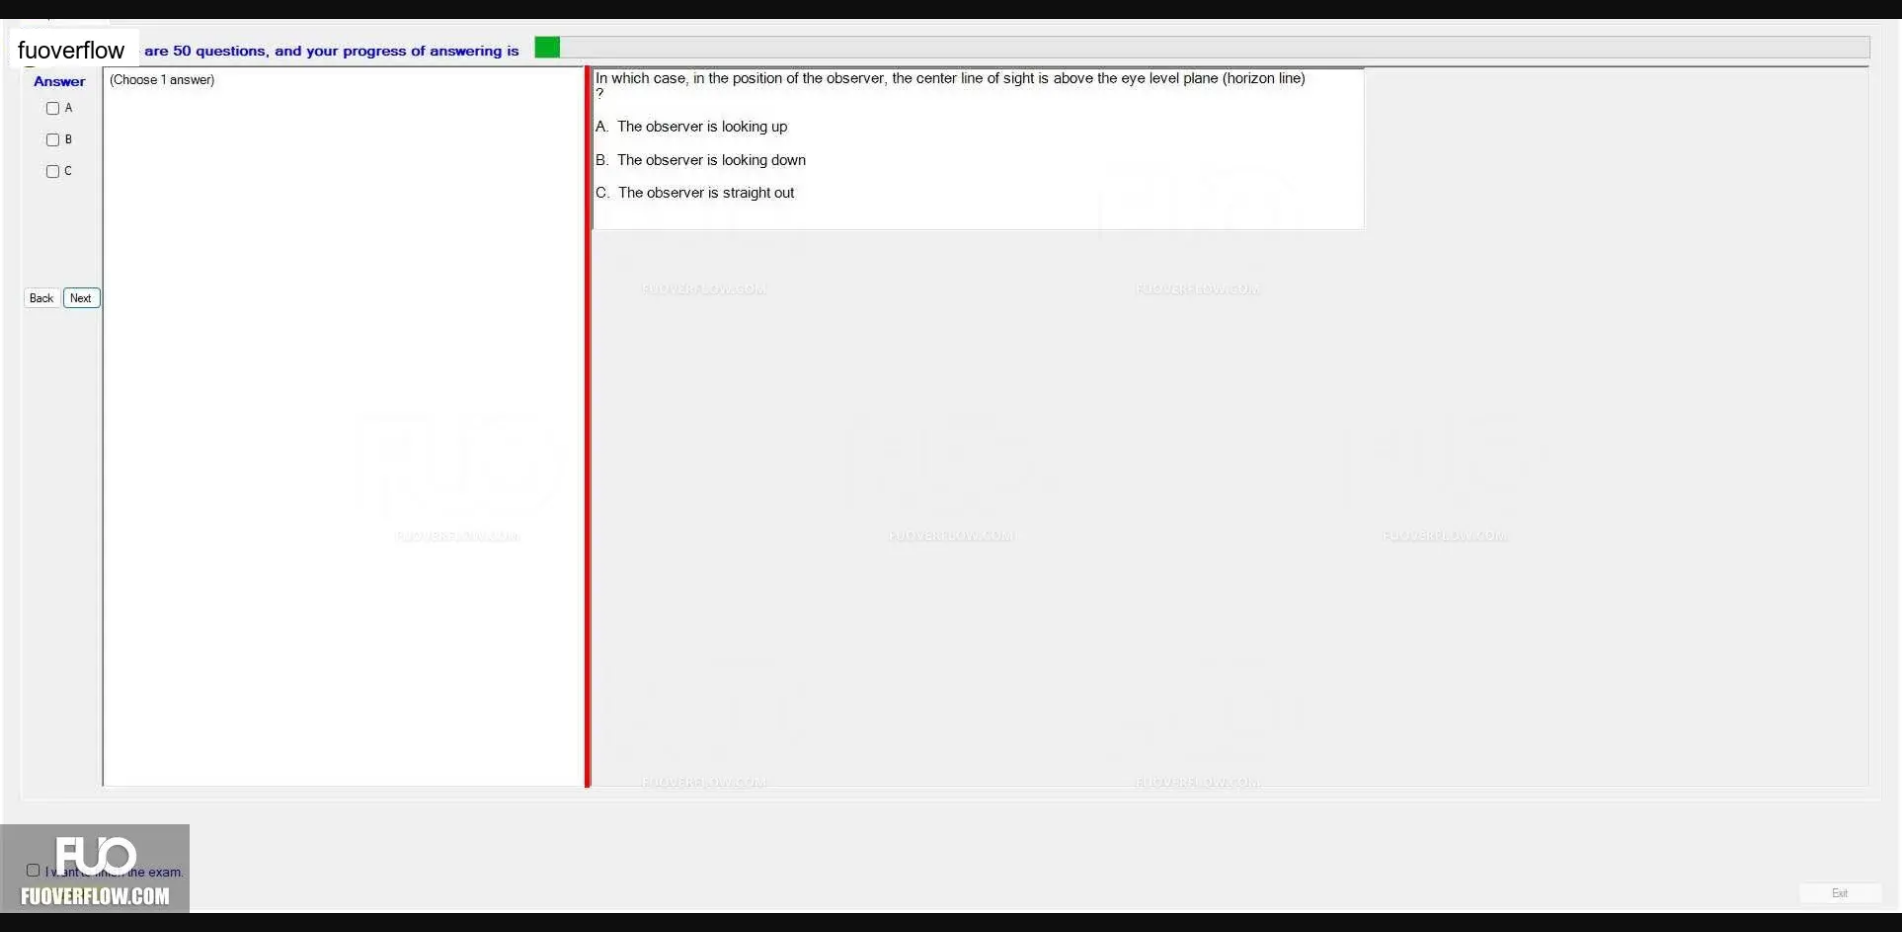 fuoverflow are 50 questions, and your progress of answering is
Answer
(Choose 1 answer)
A
B
C
Back Next
In which case, in the position of the observer, the center line of sight is above the eye level plane (horizon line)
?
A. The observer is looking up
B. The observer is looking down
C. The observer is straight out
FUOVERFLOW.COM FUOVERFLOW.COM
FUOVERFLOW.COM FUOVERFLOW.COM FUOVERFLOW.COM
FUOVERFLOW.COM FUOVERFLOW.COM
FUO
I want to finish the exam.
FUOVERFLOW.COM
Exit